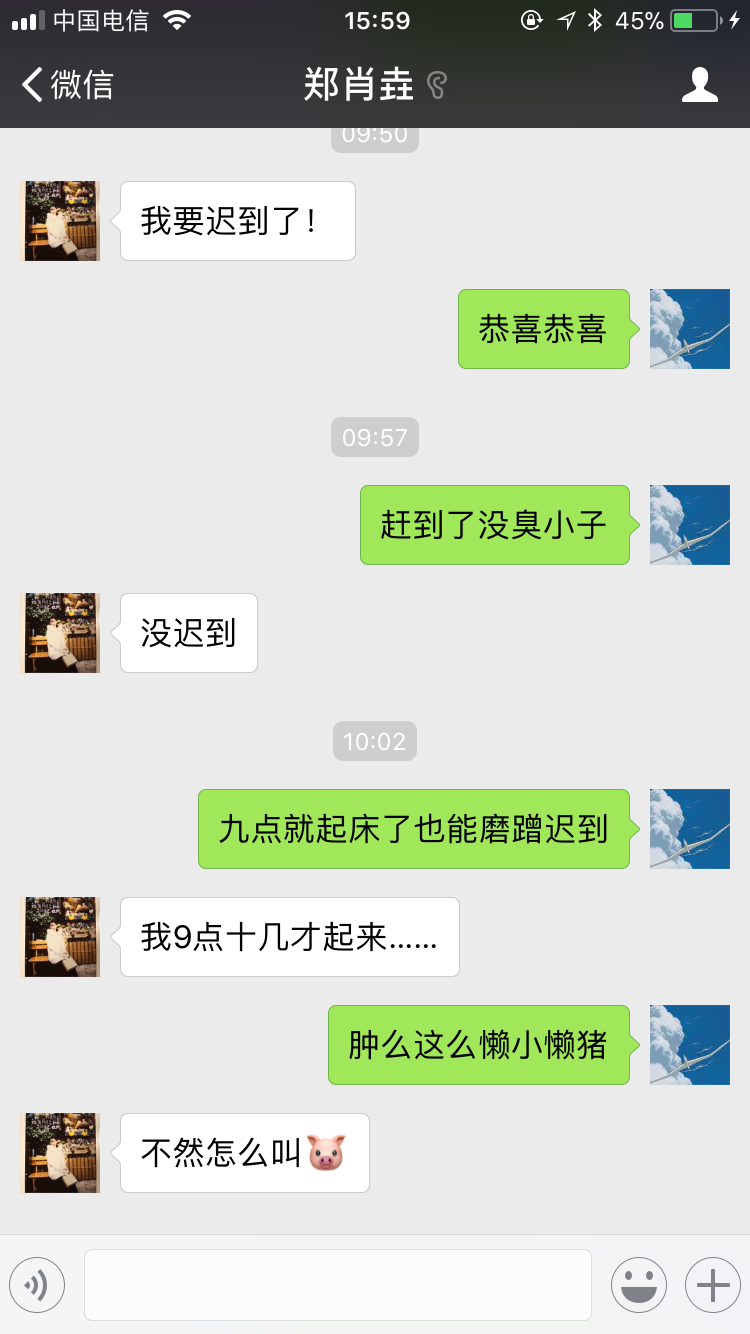 中国电信 15:59 45%
微信 郑肖垚
09:50
我要迟到了！
恭喜恭喜
09:57
赶到了没臭小子
没迟到
10:02
九点就起床了也能磨蹭迟到
我9点十几才起来……
肿么这么懒小懒猪
不然怎么叫🐷